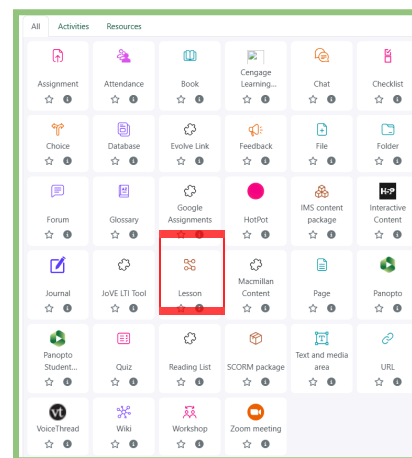 All Activities Resources
Assignment Attendance Book Cengage Learning... Chat Checklist
Choice Database Evolve Link Feedback File Folder
Forum Glossary Google Assignments HotPot IMS content package H5P Interactive Content
Journal JoVE LTI Tool Lesson Macmillan Content Page Panopto
Panopto Student... Quiz Reading List SCORM package Text and media area URL
vt VoiceThread Wiki Workshop Zoom meeting